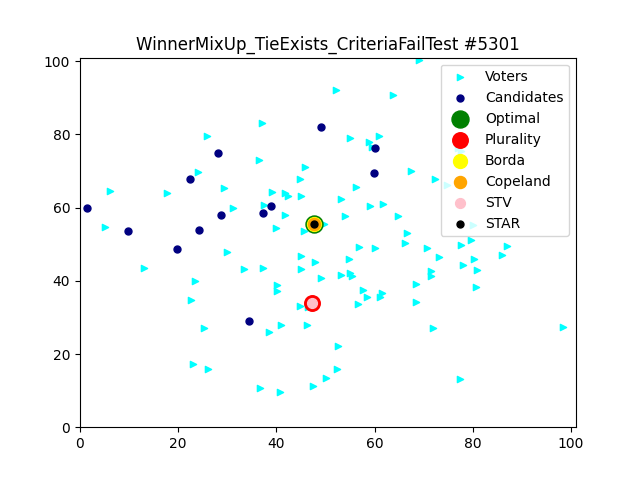 WinnerMixUp_TieExists_CriteriaFailTest #5301
100
80
60
40
20
0
0
20
40
60
80
100
Voters
Candidates
Optimal
Plurality
Borda
Copeland
STV
STAR